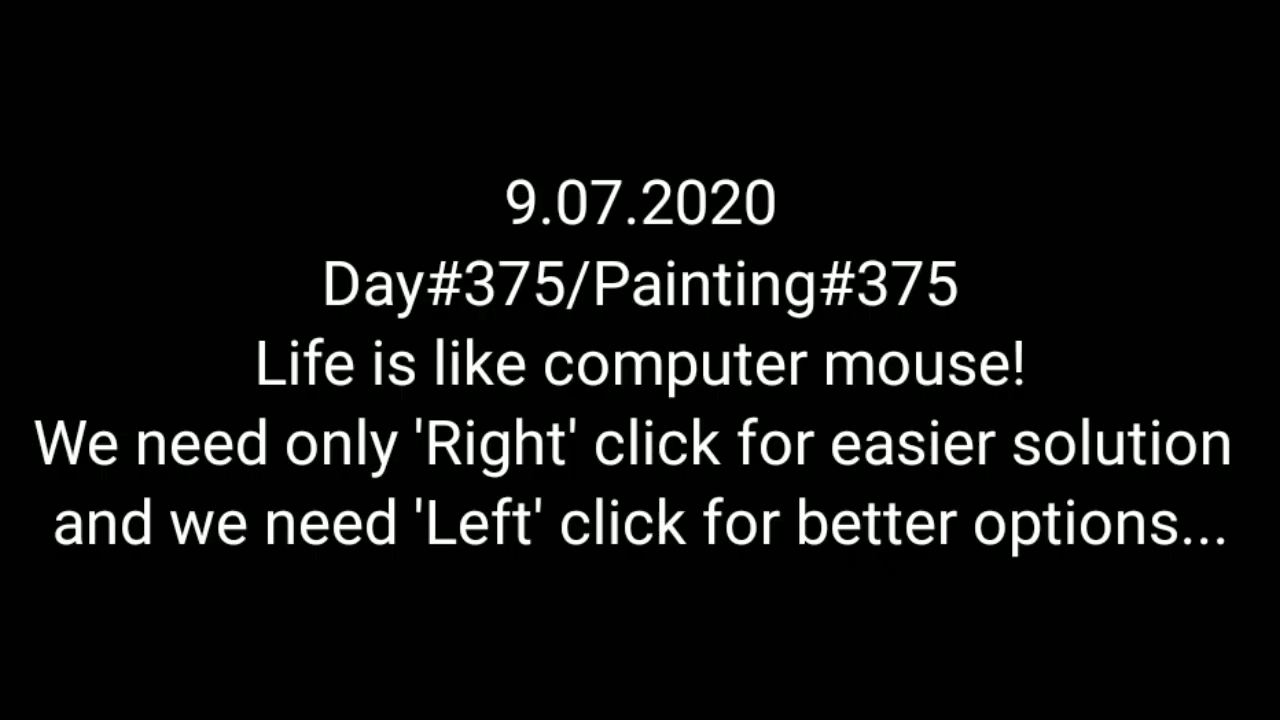 9.07.2020
Day#375/Painting#375
Life is like computer mouse!
We need only 'Right' click for easier solution
and we need 'Left' click for better options...